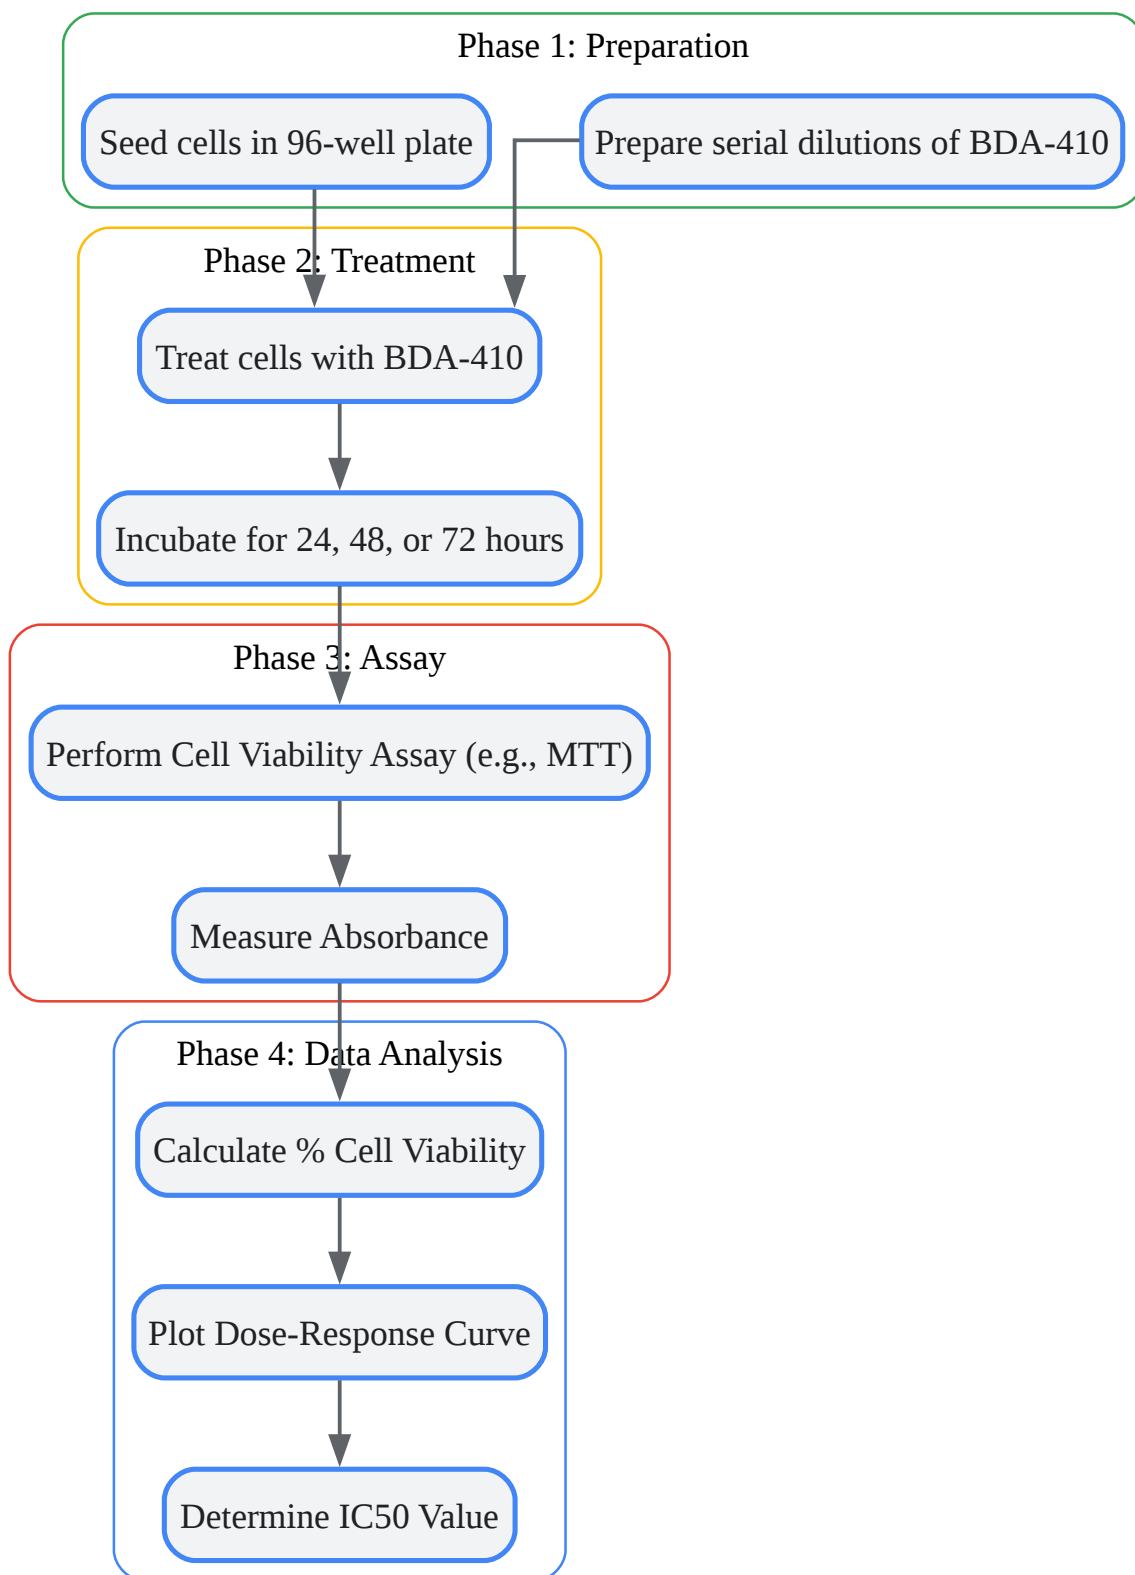 Phase 1: Preparation
Seed cells in 96-well plate
Prepare serial dilutions of BDA-410
Phase 2: Treatment
Treat cells with BDA-410
Incubate for 24, 48, or 72 hours
Phase 3: Assay
Perform Cell Viability Assay (e.g., MTT)
Measure Absorbance
Phase 4: Data Analysis
Calculate % Cell Viability
Plot Dose-Response Curve
Determine IC50 Value